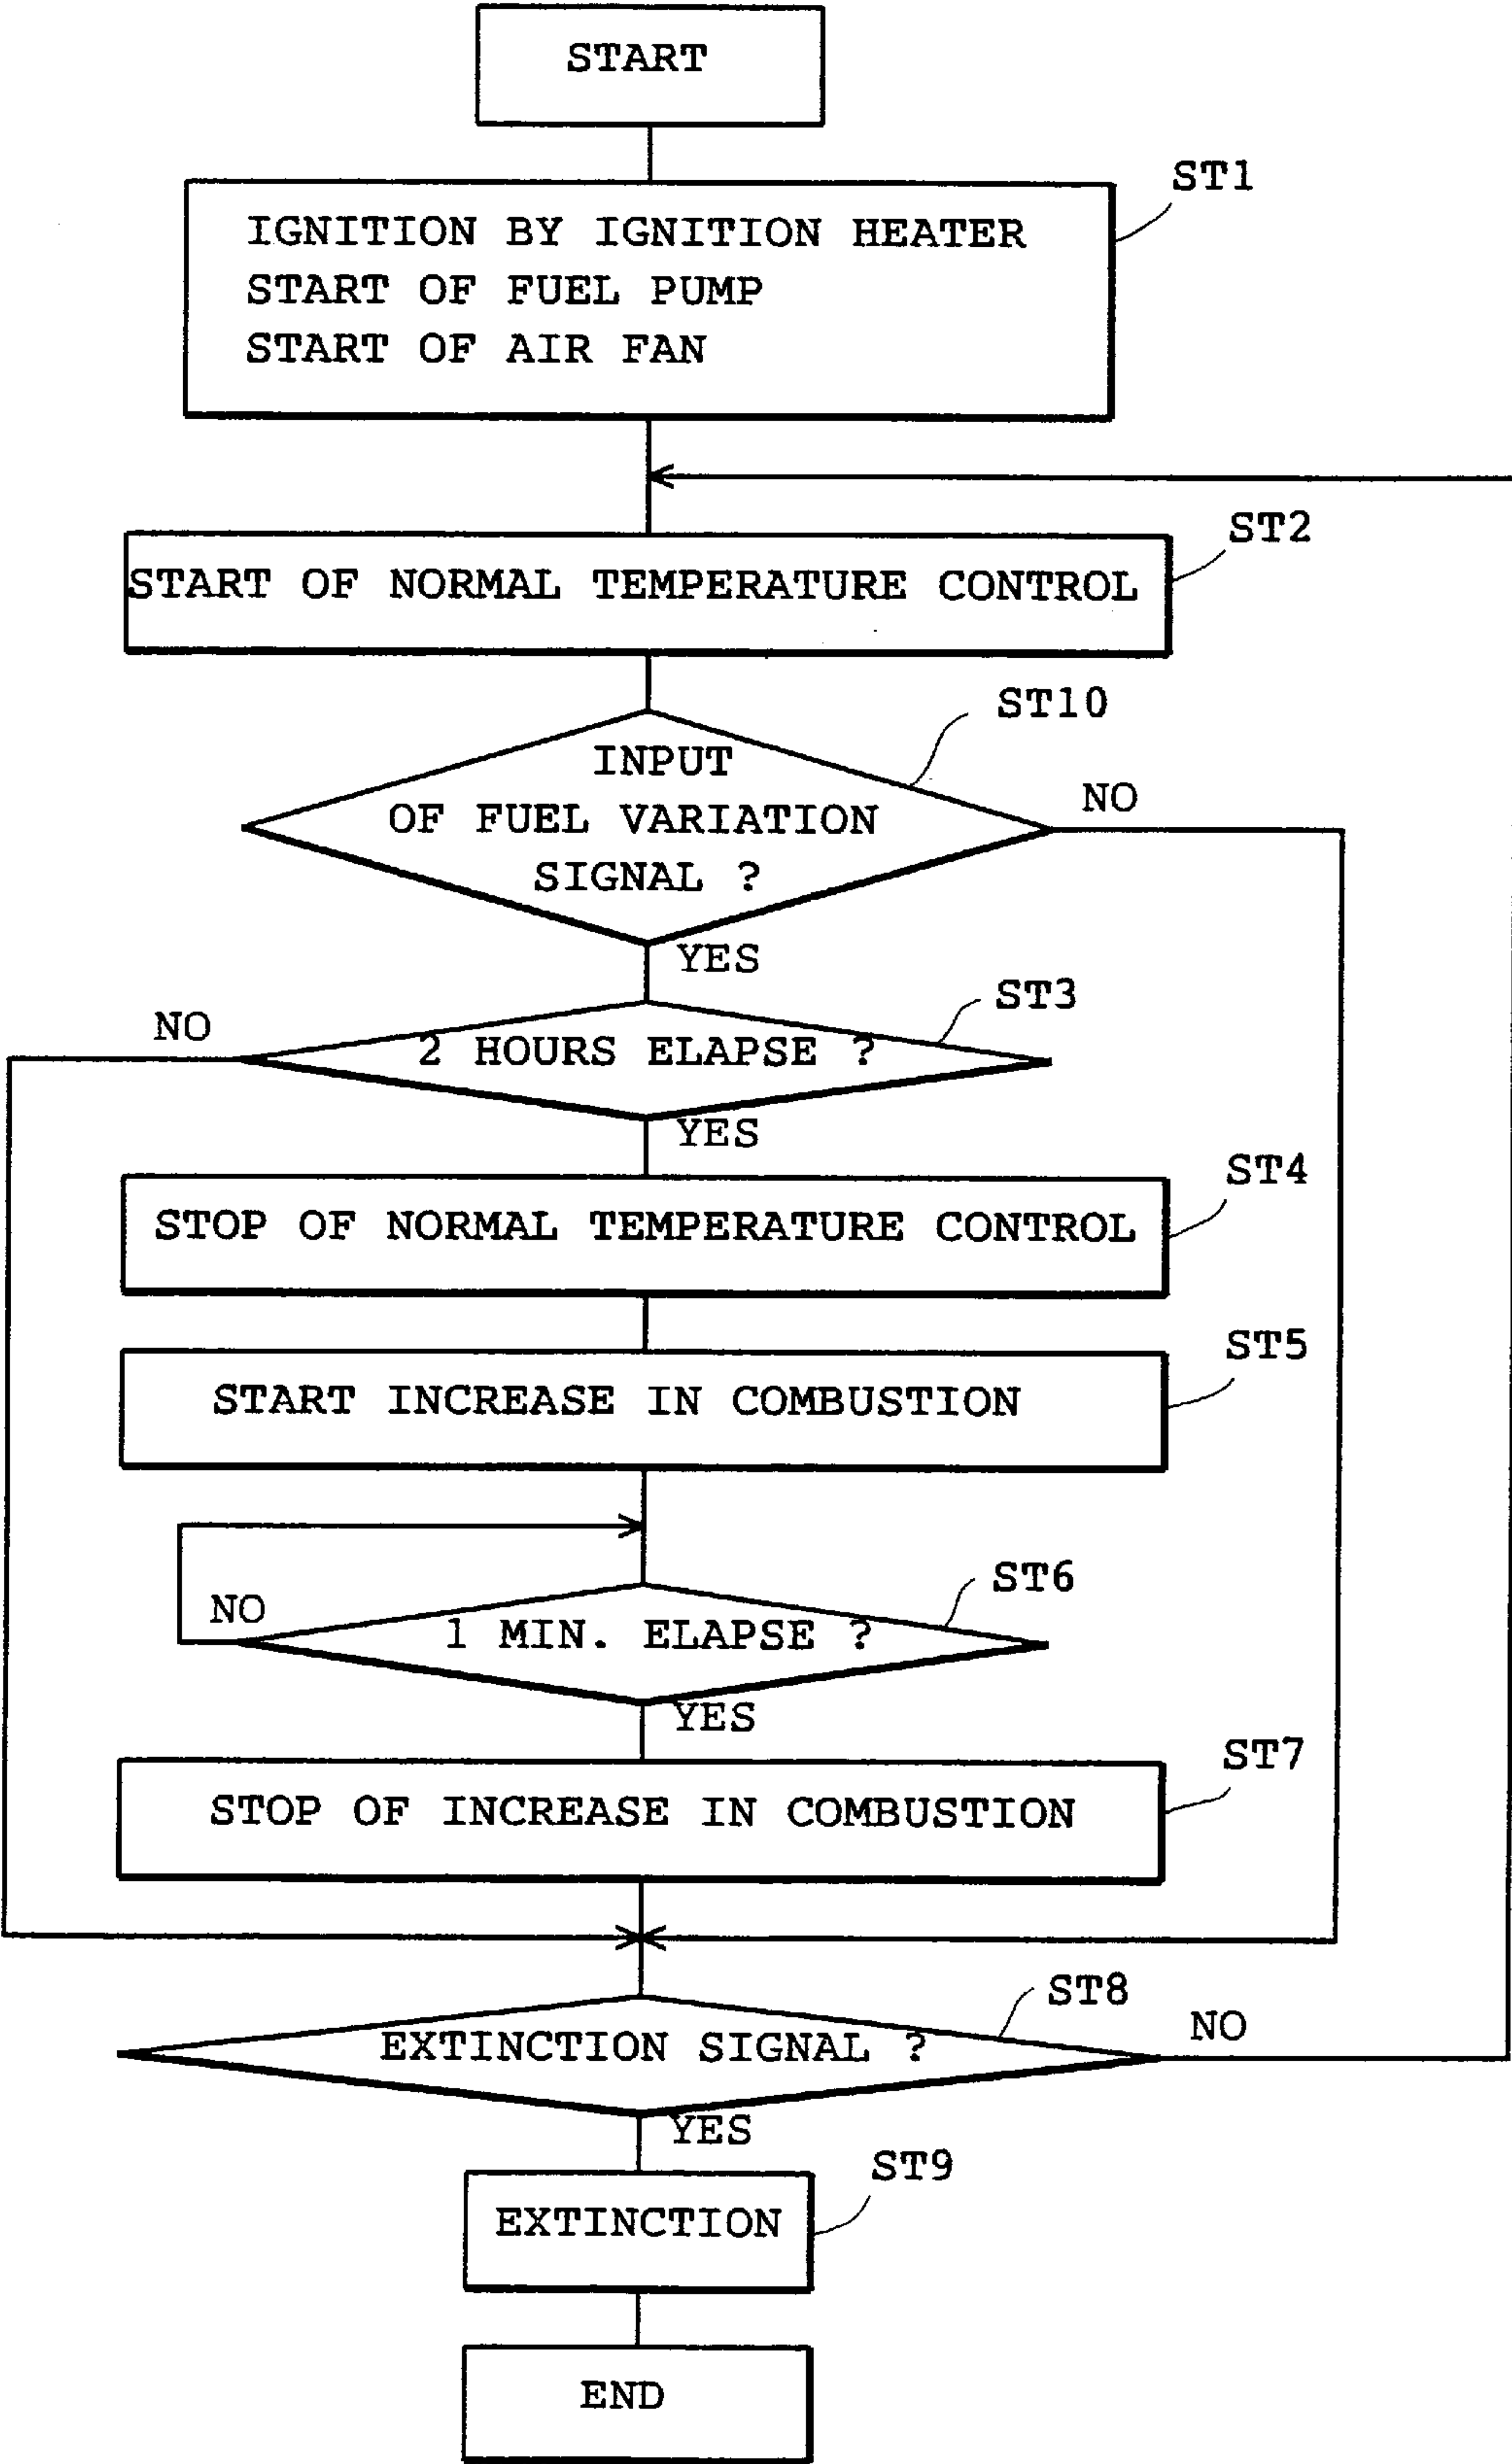 START
ST1
IGNITION BY IGNITION HEATER
START OF FUEL PUMP
START OF AIR FAN
ST2
START OF NORMAL TEMPERATURE CONTROL
ST10
INPUT
OF FUEL VARIATION
SIGNAL ?
NO
YES
ST3
NO
2 HOURS ELAPSE ?
YES
ST4
STOP OF NORMAL TEMPERATURE CONTROL
ST5
START INCREASE IN COMBUSTION
ST6
NO
1 MIN. ELAPSE ?
YES
ST7
STOP OF INCREASE IN COMBUSTION
ST8
EXTINCTION SIGNAL ?
NO
YES
ST9
EXTINCTION
END